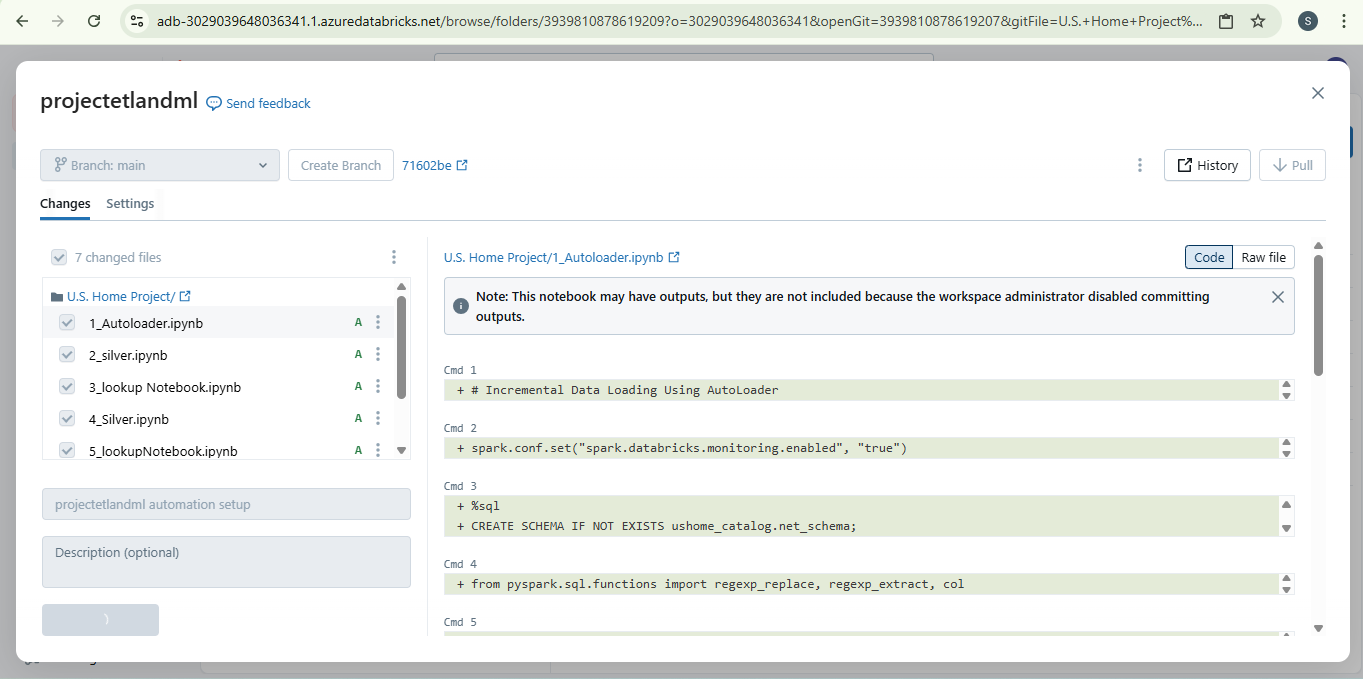 adb-3029039648036341.1.azuredatabricks.net/browse/folders/3939810878619209?o=3029039648036341&openGit=3939810878619207&gitFile=U.S.+Home+Project%...
S
projectetlandml
Send feedback
Branch: main
Create Branch
71602be
History
Pull
Changes
Settings
7 changed files
U.S. Home Project/
1_Autoloader.ipynb A
2_silver.ipynb A
3_lookup Notebook.ipynb A
4_Silver.ipynb A
5_lookupNotebook.ipynb A
projectetlandml automation setup
Description (optional)
U.S. Home Project/1_Autoloader.ipynb
Code
Raw file
Note: This notebook may have outputs, but they are not included because the workspace administrator disabled committing
outputs.
Cmd 1
+ # Incremental Data Loading Using AutoLoader
Cmd 2
+ spark.conf.set("spark.databricks.monitoring.enabled", "true")
Cmd 3
+ %sql
+ CREATE SCHEMA IF NOT EXISTS ushome_catalog.net_schema;
Cmd 4
+ from pyspark.sql.functions import regexp_replace, regexp_extract, col
Cmd 5